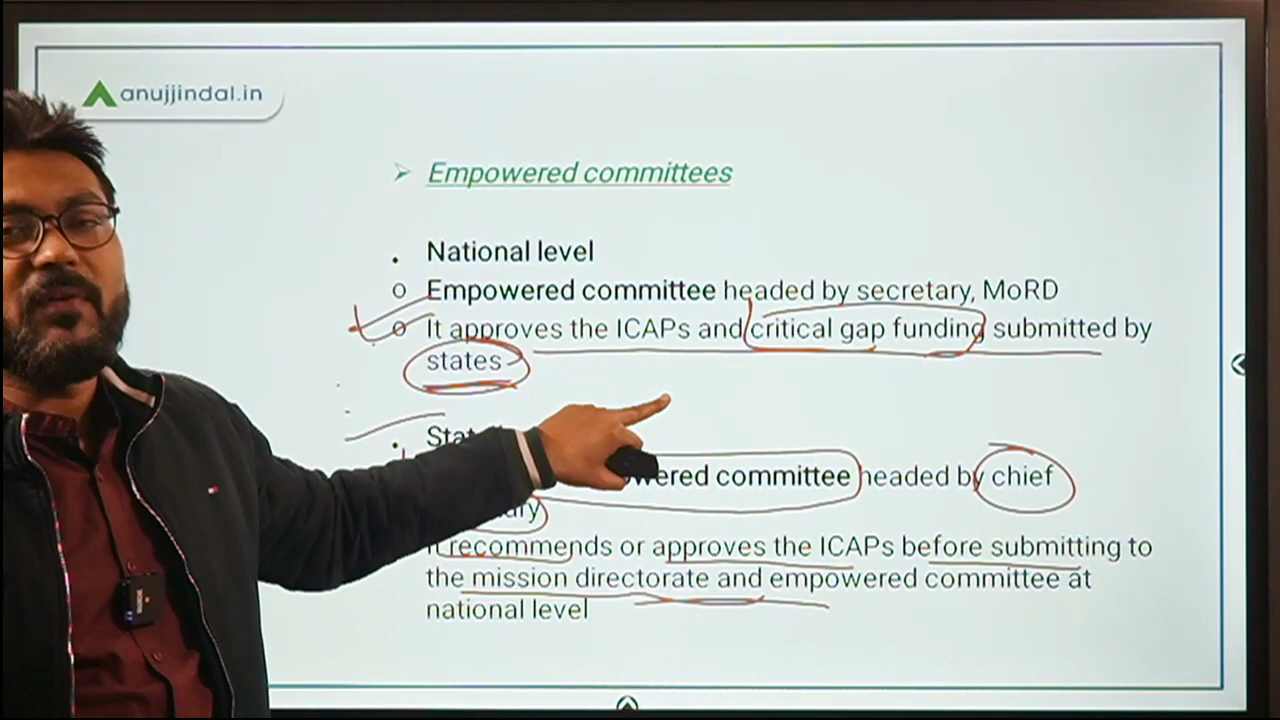 anujjindal.in
➢ Empowered committees
. National level
o Empowered committee headed by secretary, MoRD
o It approves the ICAPs and critical gap funding submitted by
states
.
committee headed by chief
It recommends or approves the ICAPs before submitting to
the mission directorate and empowered committee at
national level